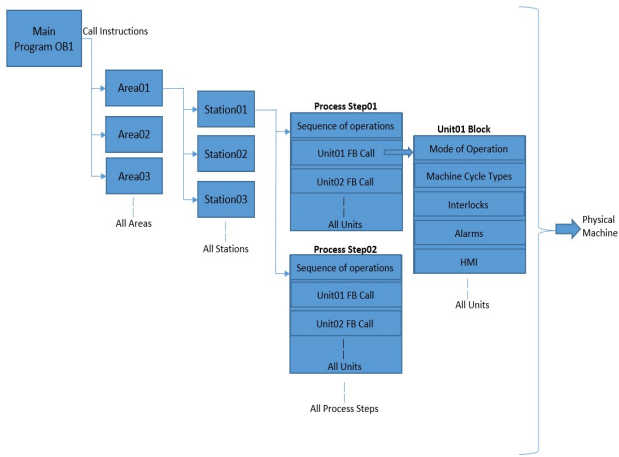 Main
Program OB1
Call Instructions
Area01
Area02
Area03
All Areas
Station01
Station02
Station03
All Stations
Process Step01
Sequence of operations
Unit01 FB Call
Unit02 FB Call
All Units
Process Step02
Sequence of operations
Unit01 FB Call
Unit02 FB Call
All Units
All Process Steps
Unit01 Block
Mode of Operation
Machine Cycle Types
Interlocks
Alarms
HMI
All Units
Physical
Machine